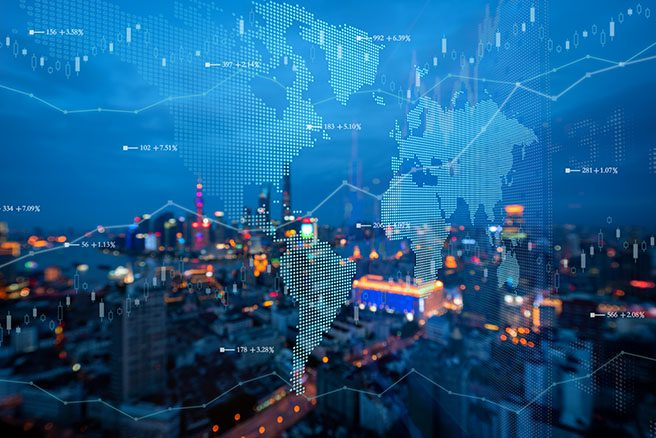 156 +3.58%
992 + 6.39%
397 + 2.14%
183 + 5.10%
102 + 7.51%
281 +1.07%
334 +7.09%
56 +1.13%
566 + 2.08%
178 +3.28%